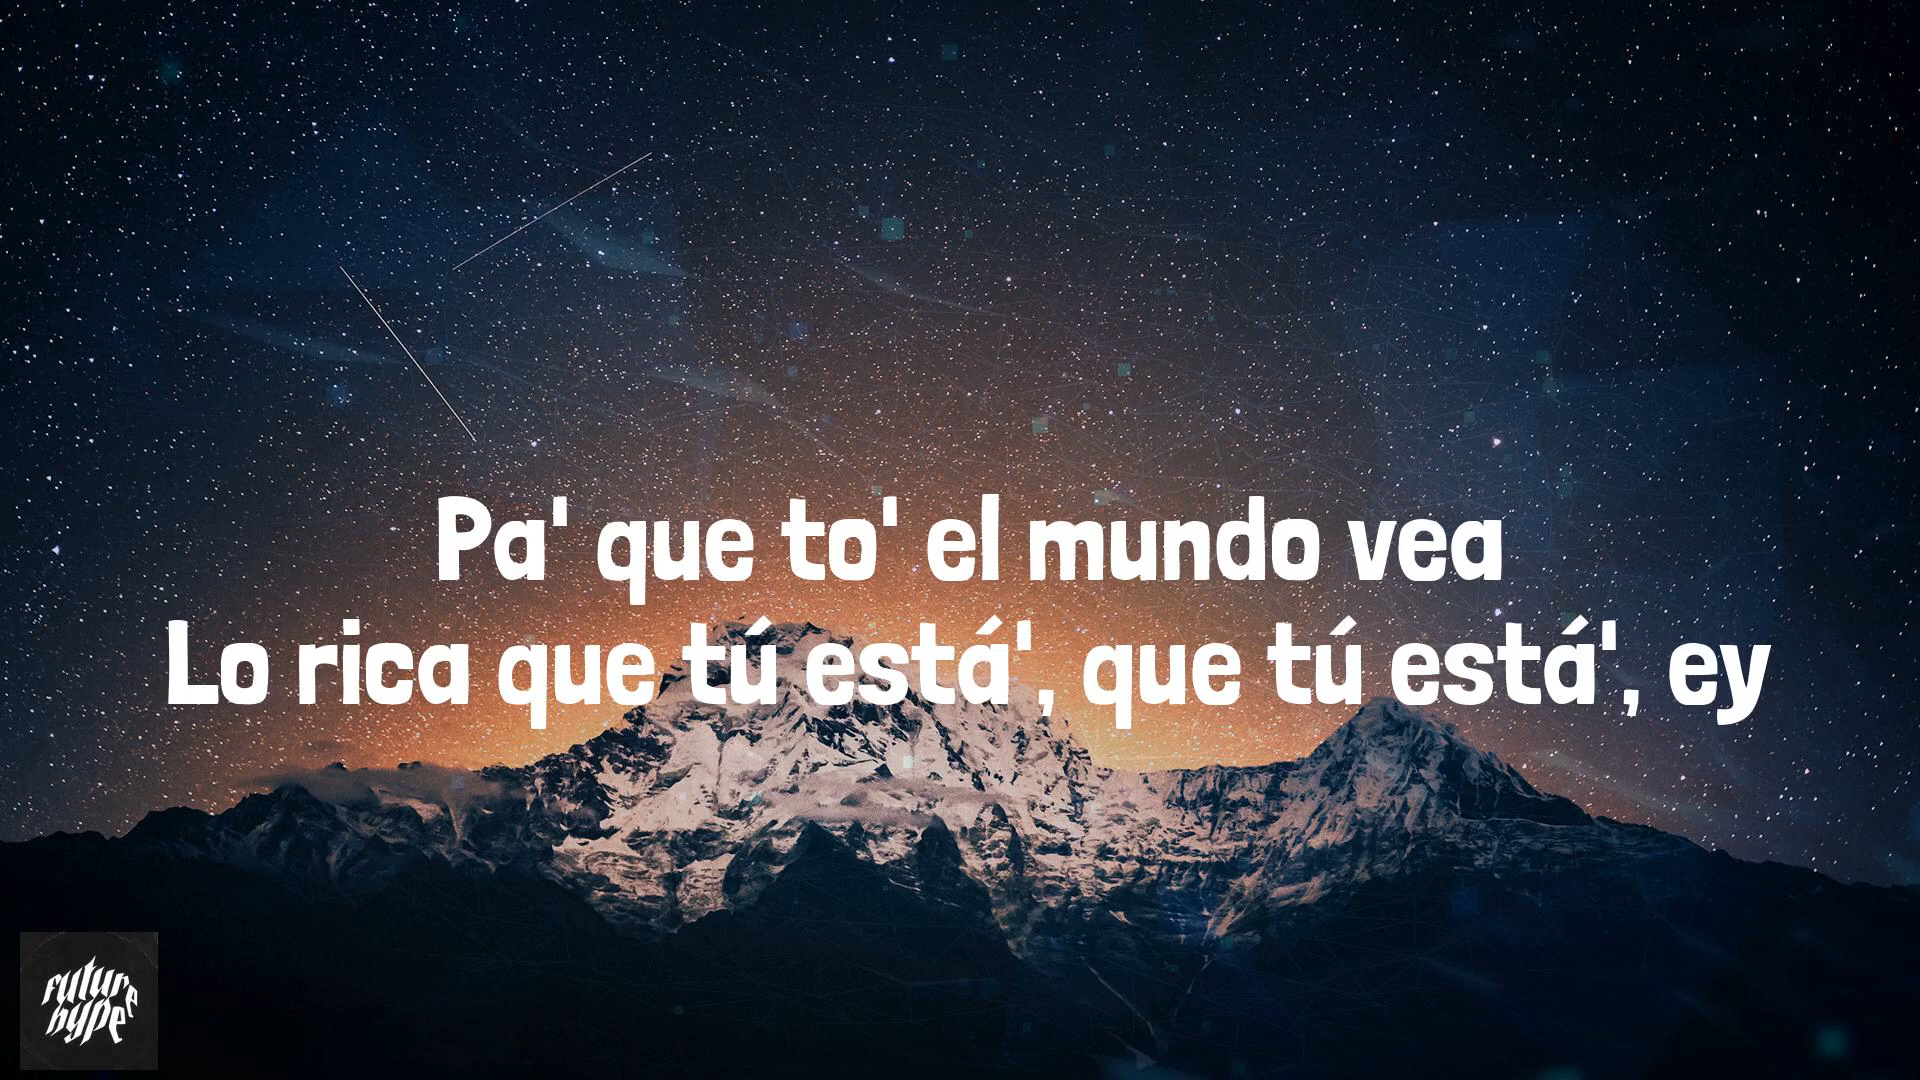 Pa' que to' el mundo vea
Lo rica que tú está', que tú está', ey
future
hype